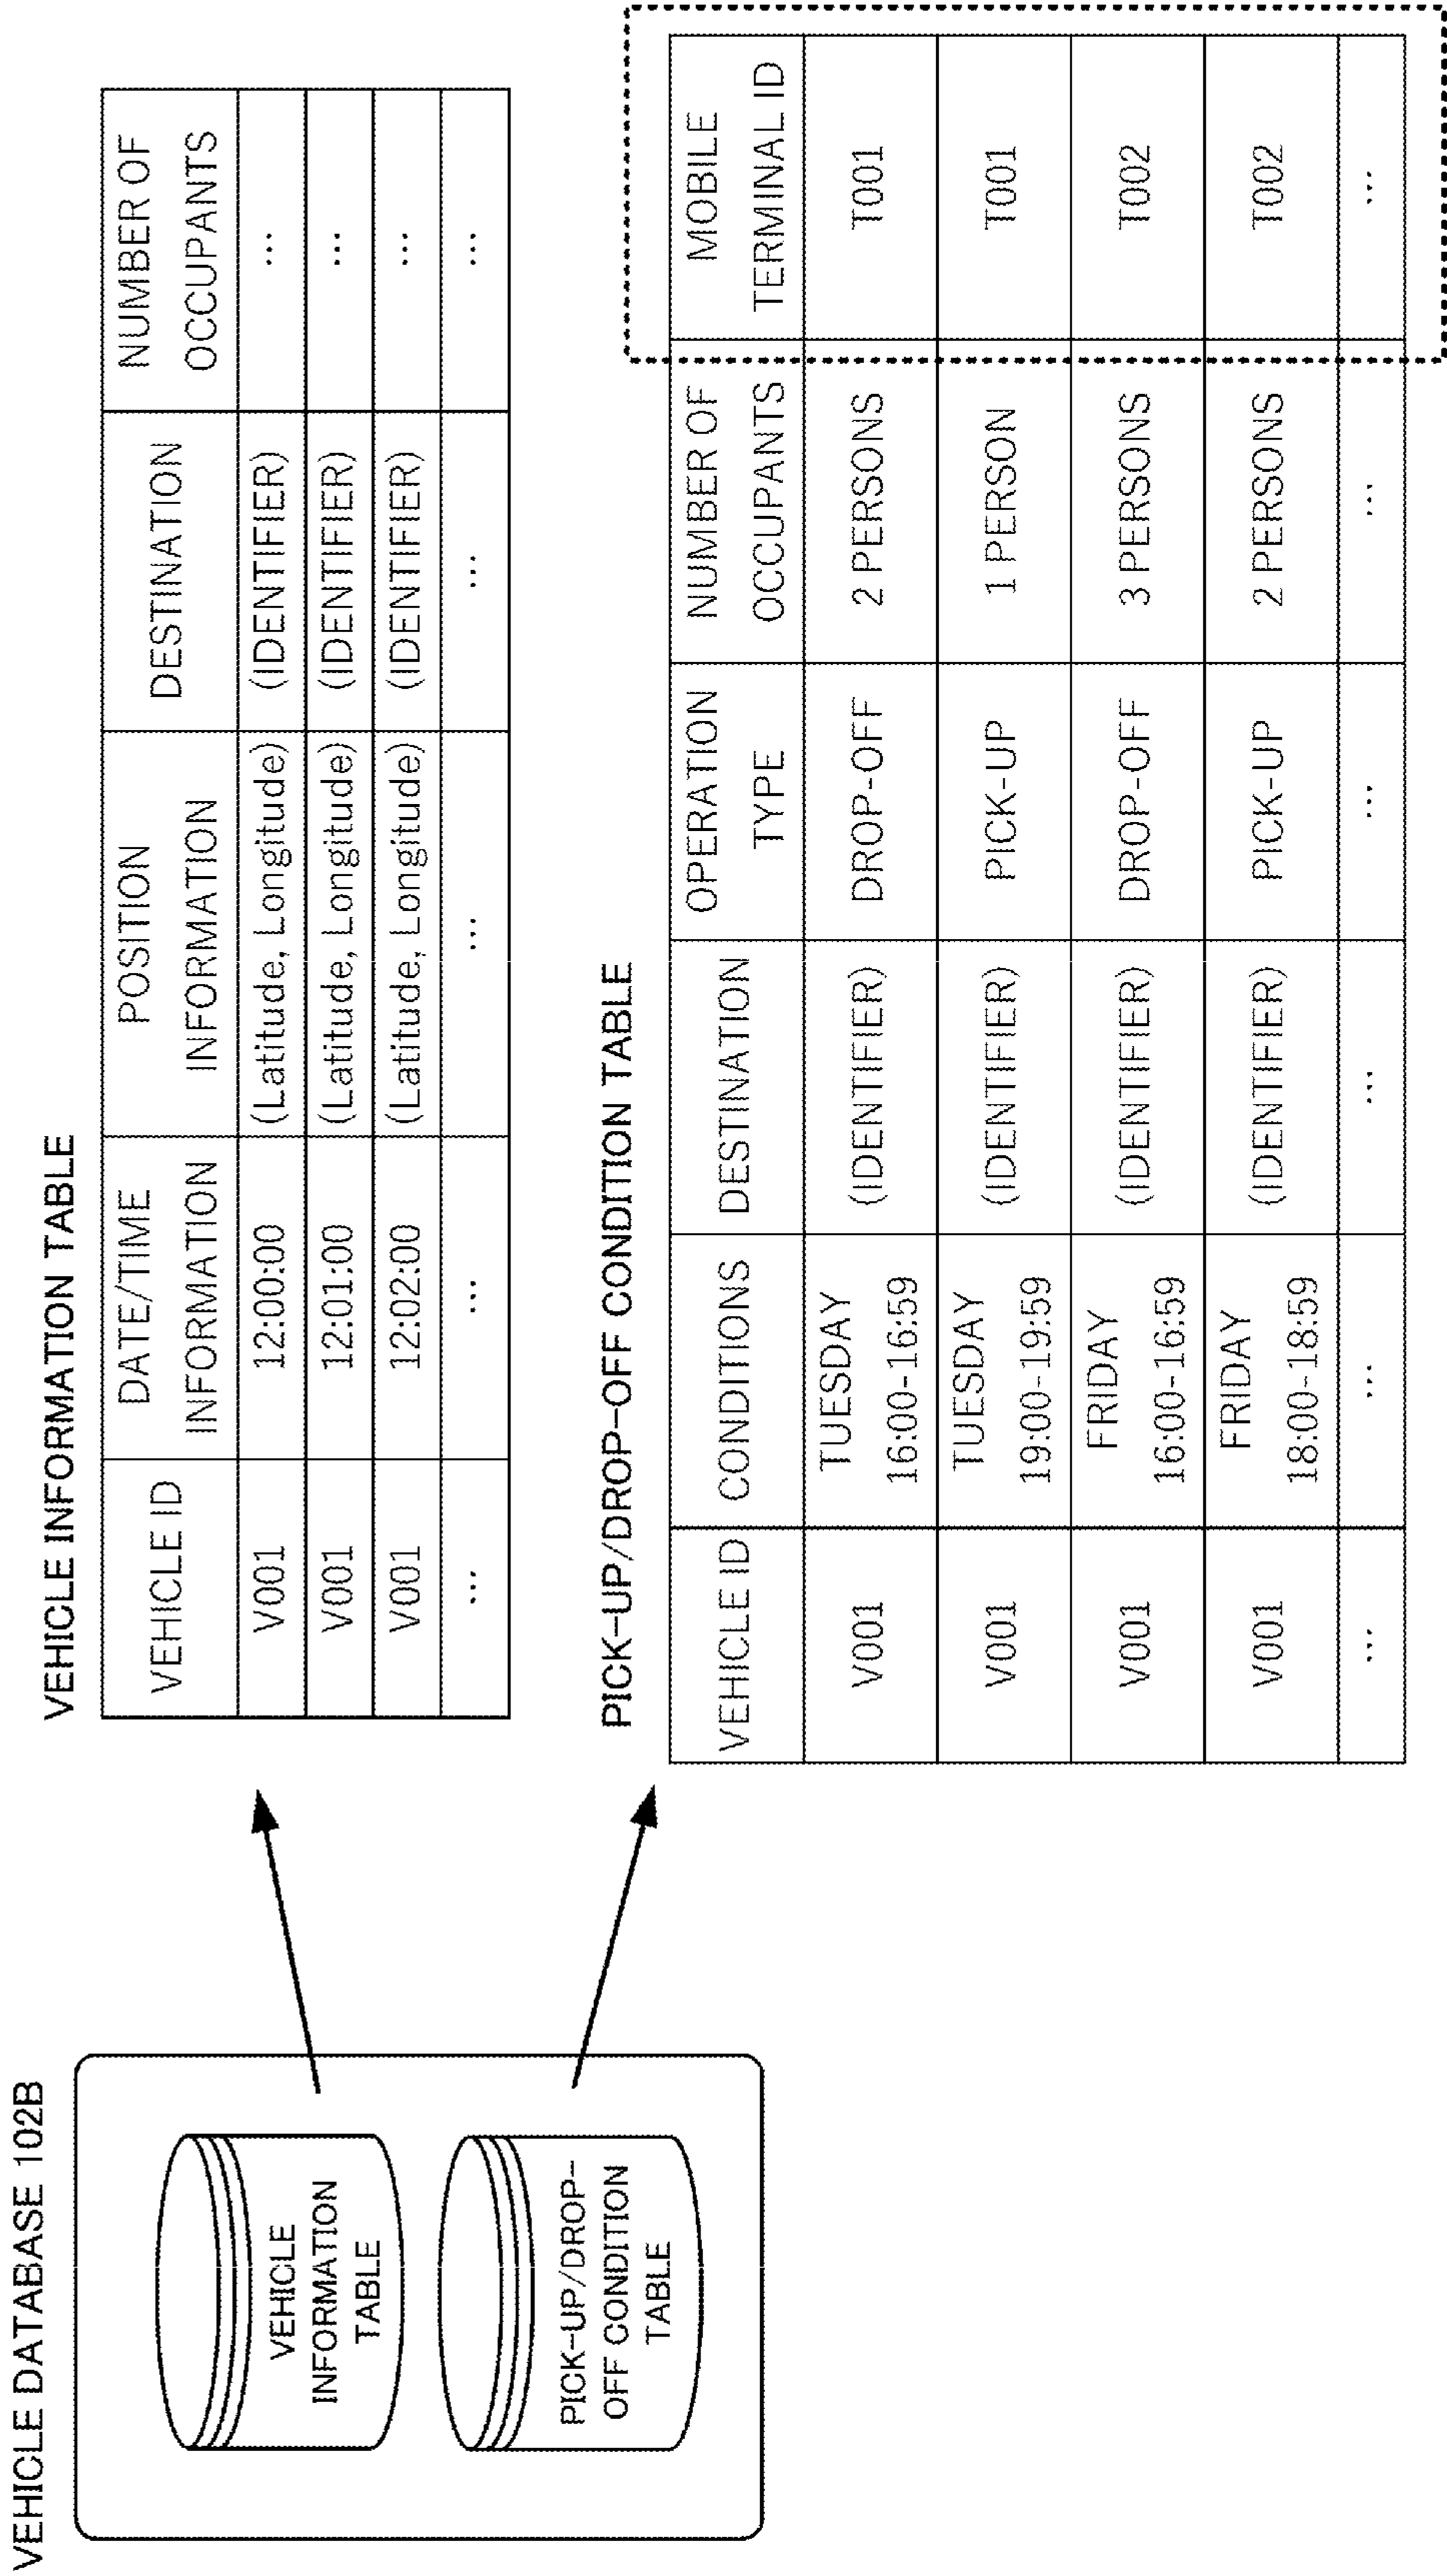 VEHICLE DATABASE 102B
VEHICLE
INFORMATION
TABLE
PICK-UP/DROP-
OFF CONDITION
TABLE
VEHICLE INFORMATION TABLE
VEHICLE ID
DATE/TIME
INFORMATION
POSITION
INFORMATION
DESTINATION
NUMBER OF
OCCUPANTS
V001 12:00:00 (Latitude, Longitude) (IDENTIFIER) ...
V001 12:01:00 (Latitude, Longitude) (IDENTIFIER) ...
V001 12:02:00 (Latitude, Longitude) (IDENTIFIER) ...
... ... ... ... ...
PICK-UP/DROP-OFF CONDITION TABLE
VEHICLE ID
CONDITIONS
DESTINATION
OPERATION
TYPE
NUMBER OF
OCCUPANTS
MOBILE
TERMINAL ID
V001
TUESDAY
16:00-16:59
(IDENTIFIER)
DROP-OFF
2 PERSONS
T001
V001
TUESDAY
19:00-19:59
(IDENTIFIER)
PICK-UP
1 PERSON
T001
V001
FRIDAY
16:00-16:59
(IDENTIFIER)
DROP-OFF
3 PERSONS
T002
V001
FRIDAY
18:00-18:59
(IDENTIFIER)
PICK-UP
2 PERSONS
T002
... ... ... ... ... ...